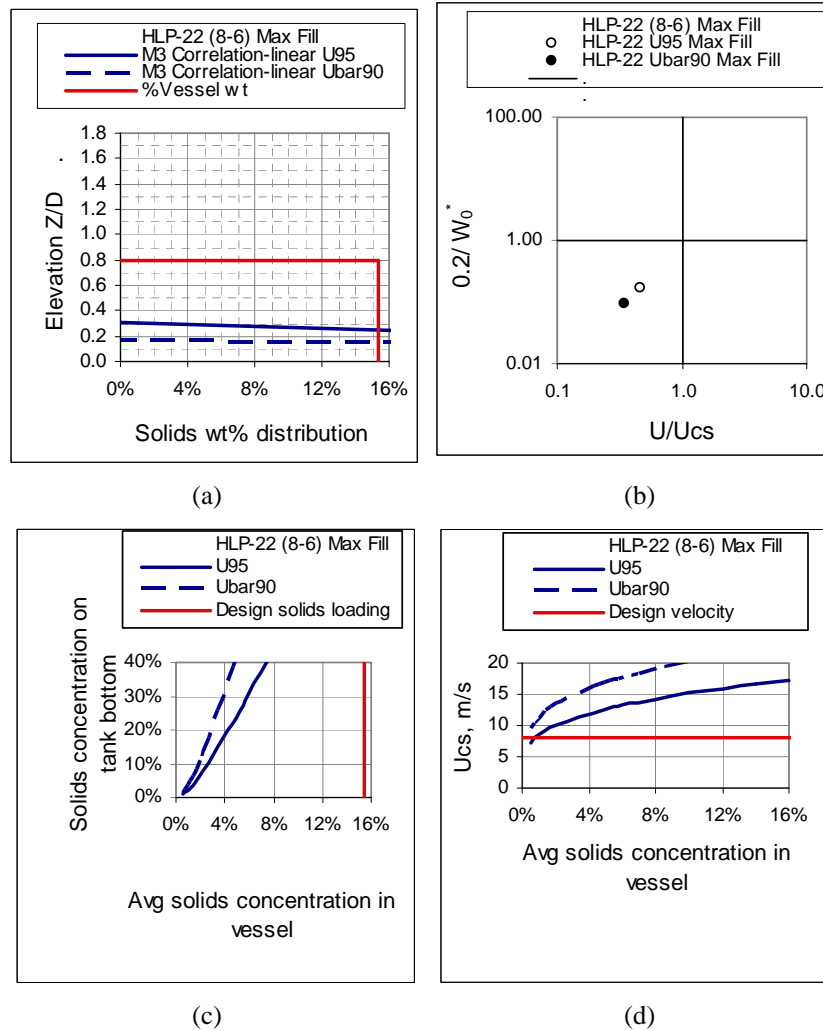 HLP-22 (8-6) Max Fill
M3 Correlation-linear U95
M3 Correlation-linear Ubar90
%Vessel wt
Elevation Z/D
1.8
1.6
1.4
1.2
1.0
0.8
0.6
0.4
0.2
0.0
0% 4% 8% 12% 16%
Solids wt% distribution
(a)
HLP-22 (8-6) Max Fill
HLP-22 U95 Max Fill
HLP-22 Ubar90 Max Fill
.
.
0.2/ W₀*
100.00
1.00
0.01
0.1 1.0 10.0
U/Ucs
(b)
HLP-22 (8-6) Max Fill
U95
Ubar90
Design solids loading
Solids concentration on
tank bottom
40%
30%
20%
10%
0%
0% 4% 8% 12% 16%
Avg solids concentration in
vessel
(c)
HLP-22 (8-6) Max Fill
U95
Ubar90
Design velocity
Ucs, m/s
20
15
10
5
0
0% 4% 8% 12% 16%
Avg solids concentration in
vessel
(d)